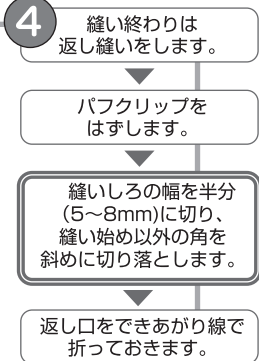 4
縫い終わりは
返し縫いをします。
パフクリップを
はずします。
縫いしろの幅を半分
(5〜8mm)に切り、
縫い始め以外の角を
斜めに切り落とします。
返し口をできあがり線で
折っておきます。